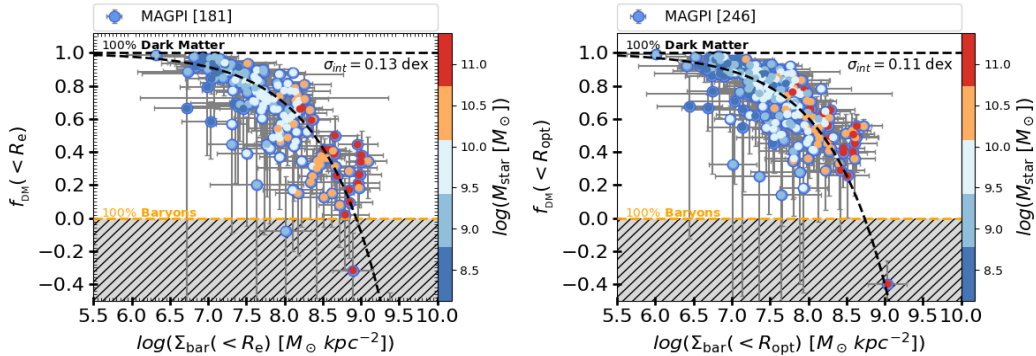 MAGPI [181]
100% Dark Matter
σint = 0.13 dex
1.0
0.8
0.6
0.4
0.2
0.0
−0.2
−0.4
fDM(< Re)
100% Baryons
5.5 6.0 6.5 7.0 7.5 8.0 8.5 9.0 9.5 10.0
log(Σbar(< Re) [M⊙ kpc−2])
11.0
10.5
10.0
9.5
9.0
8.5
log(Mstar [M⊙]
MAGPI [246]
100% Dark Matter
σint = 0.11 dex
1.0
0.8
0.6
0.4
0.2
0.0
−0.2
−0.4
fDM(< Ropt)
100% Baryons
5.5 6.0 6.5 7.0 7.5 8.0 8.5 9.0 9.5 10.0
log(Σbar(< Ropt) [M⊙ kpc−2])
11.0
10.5
10.0
9.5
9.0
8.5
log(Mstar [M⊙]